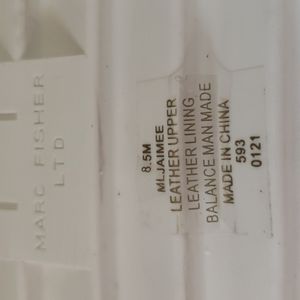 MARC FISHER
LTD
8.5M
MLJAIMEE
LEATHER UPPER
LEATHER LINING
BALANCE MAN MADE
MADE IN CHINA
593
0121